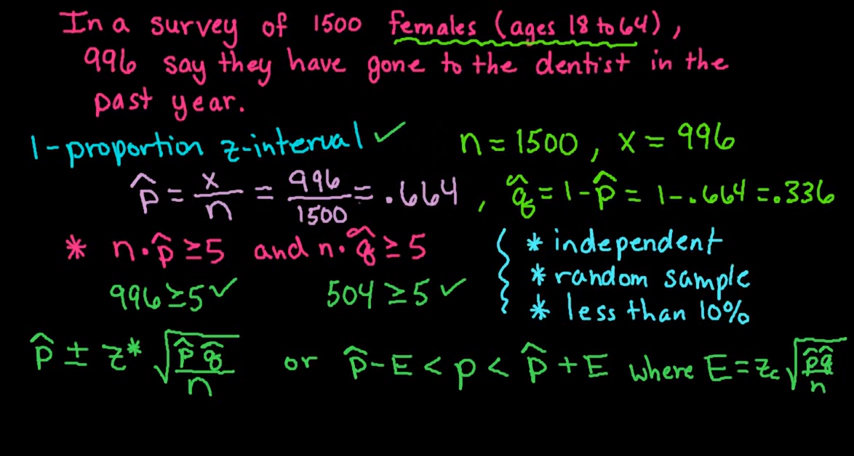 In a survey of 1500 females (ages 18 to 64),
996 say they have gone to the dentist in the
past year.
1-proportion z-interval ✓ n = 1500, x = 996
p̂ = x/n = 996/1500 = .664, q̂ = 1-p̂ = 1-.664 = .336
* n·p̂ ≥ 5 and n·q̂ ≥ 5
996 ≥ 5 ✓ 504 ≥ 5 ✓
* independent
* random sample
* less than 10%
p̂ ± z* √(p̂q̂/n) or p̂ - E < p < p̂ + E where E = z_c √(p̂q̂/n)